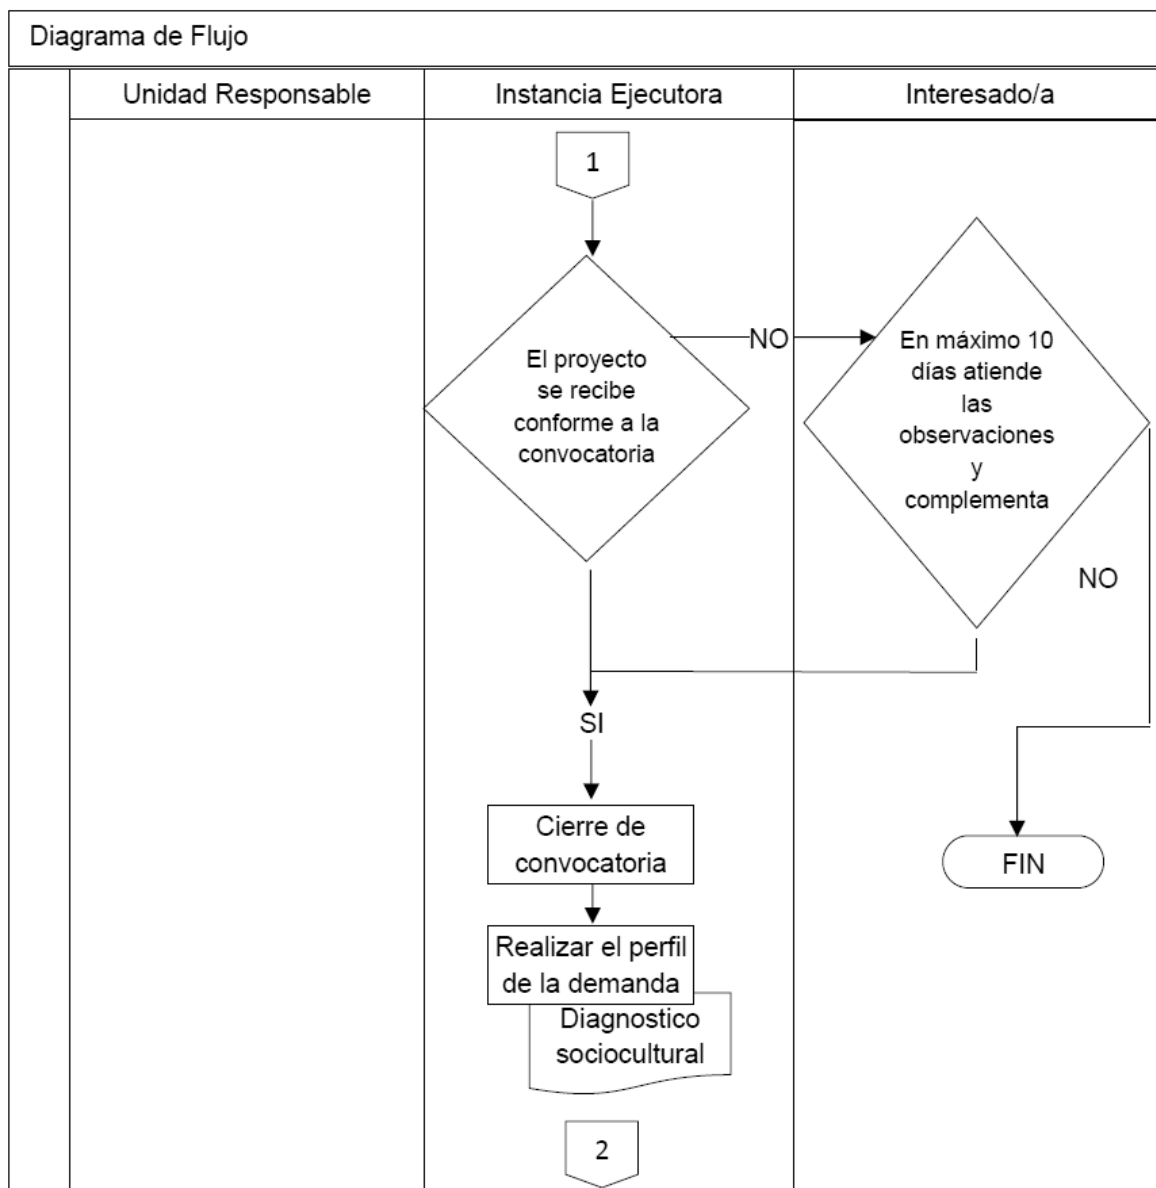 Diagrama de Flujo
Unidad Responsable
Instancia Ejecutora
Interesado/a
1
El proyecto
se recibe
conforme a la
convocatoria
NO
En máximo 10
días atiende
las
observaciones
y
complementa
NO
SI
Cierre de
convocatoria
FIN
Realizar el perfil
de la demanda
Diagnostico
sociocultural
2